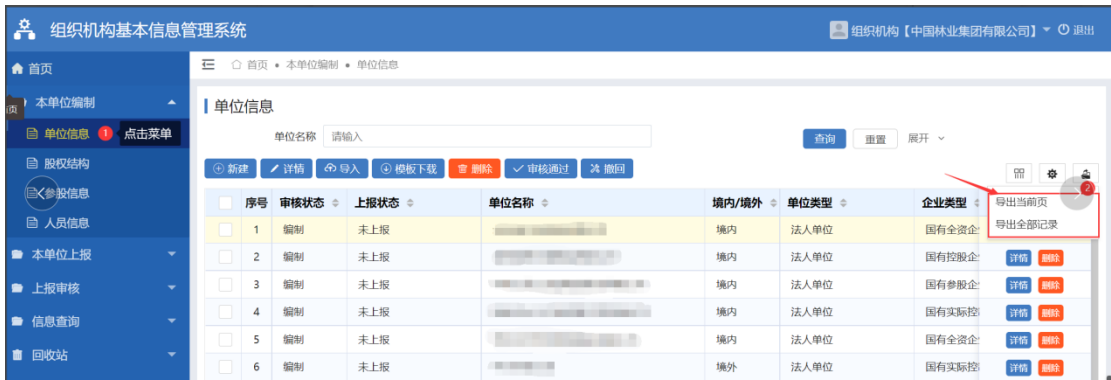 组织机构基本信息管理系统 组织机构【中国林业集团有限公司】 退出
首页 首页 • 本单位编制 • 单位信息
页 本单位编制
单位信息
单位信息 1 点击菜单
单位名称 请输入 查询 重置 展开
股权结构
新建 详情 导入 模板下载 删除 审核通过 撤回
参股信息
2
序号 审核状态 上报状态 单位名称 境内/境外 单位类型 企业类型
导出当前页
导出全部记录
人员信息
1 编制 未上报 境内 法人单位 国有全资企
本单位上报
2 编制 未上报 境内 法人单位 国有控股企 详情 删除
上报审核
3 编制 未上报 境内 法人单位 国有参股企 详情 删除
4 编制 未上报 境内 法人单位 国有实际控 详情 删除
信息查询
5 编制 未上报 境内 法人单位 国有全资企 详情 删除
回收站
6 编制 未上报 境外 法人单位 国有实际控 详情 删除